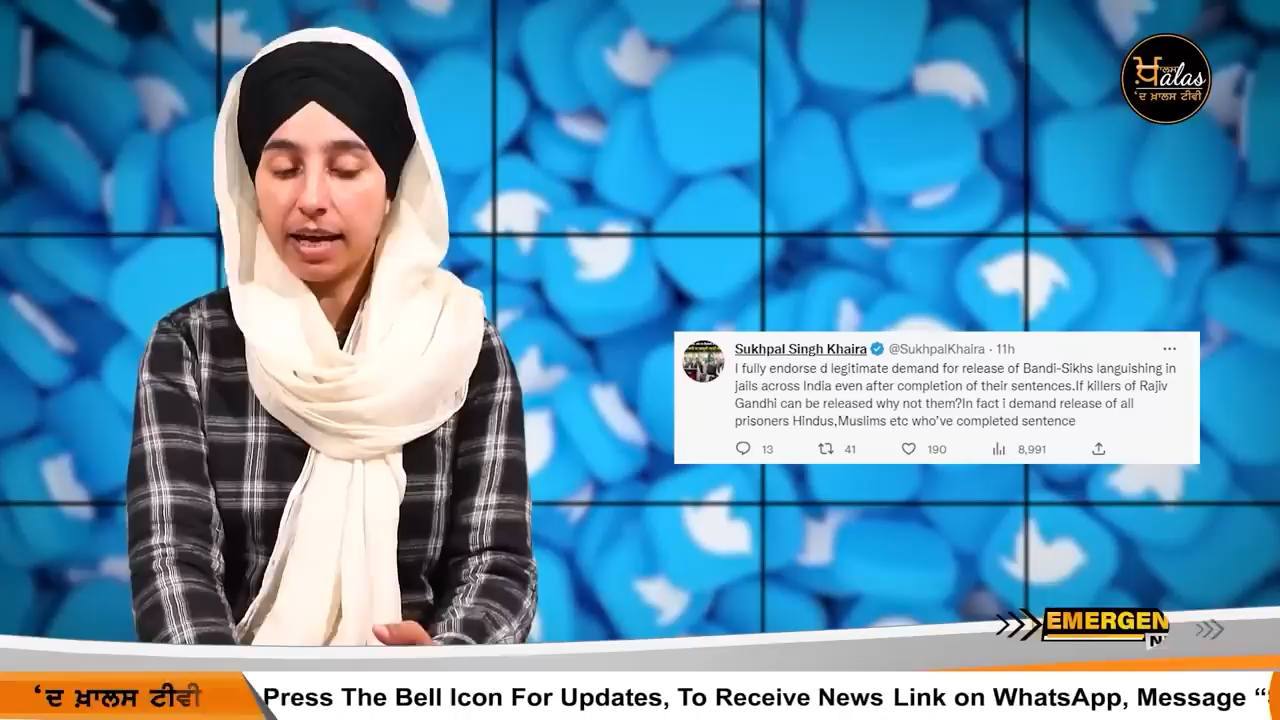 ਖ਼ਾਲਸ
alas
‘ਦ ਖ਼ਾਲਸ ਟੀਵੀ
Sukhpal Singh Khaira @SukhpalKhaira · 11h
I fully endorse d legitimate demand for release of Bandi-Sikhs languishing in
jails across India even after completion of their sentences.If killers of Rajiv
Gandhi can be released why not them?In fact i demand release of all
prisoners Hindus,Muslims etc who've completed sentence
13 41 190 8,991
EMERGEN
‘ਦ ਖ਼ਾਲਸ ਟੀਵੀ
Press The Bell Icon For Updates, To Receive News Link on WhatsApp, Message “